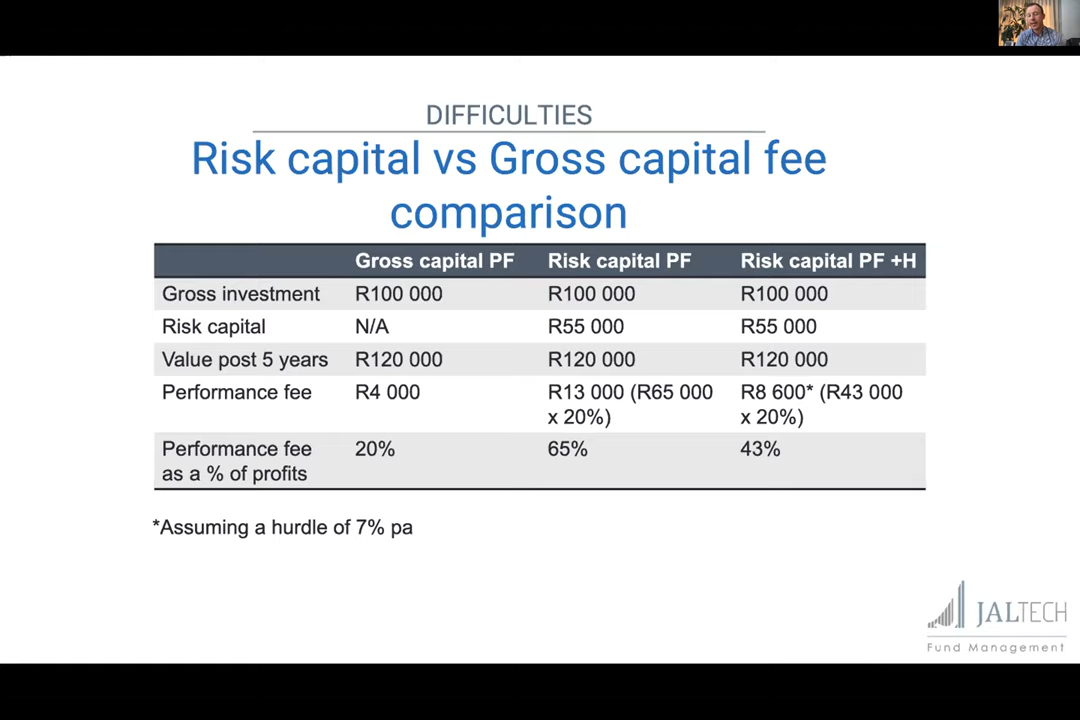 DIFFICULTIES
Risk capital vs Gross capital fee
comparison
Gross capital PF Risk capital PF Risk capital PF +H
Gross investment R100 000 R100 000 R100 000
Risk capital N/A R55 000 R55 000
Value post 5 years R120 000 R120 000 R120 000
Performance fee R4 000 R13 000 (R65 000 R8 600* (R43 000
x 20%) x 20%)
Performance fee 20% 65% 43%
as a % of profits
*Assuming a hurdle of 7% pa
JALTECH
Fund Management